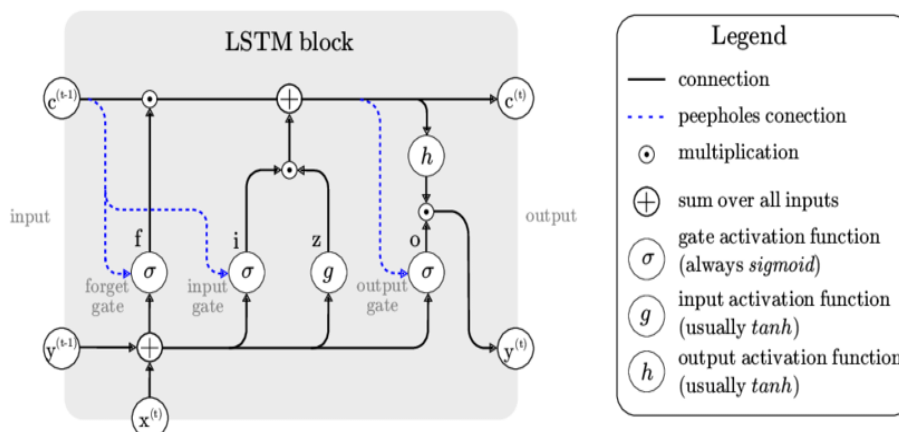 LSTM block
c(t-1)
c(t)
h
input
output
f
i
z
o
σ
σ
g
σ
forget
gate
input
gate
output
gate
y(t-1)
y(t)
x(t)
Legend
connection
peepholes conection
multiplication
sum over all inputs
σ
gate activation function
(always sigmoid)
g
input activation function
(usually tanh)
h
output activation function
(usually tanh)